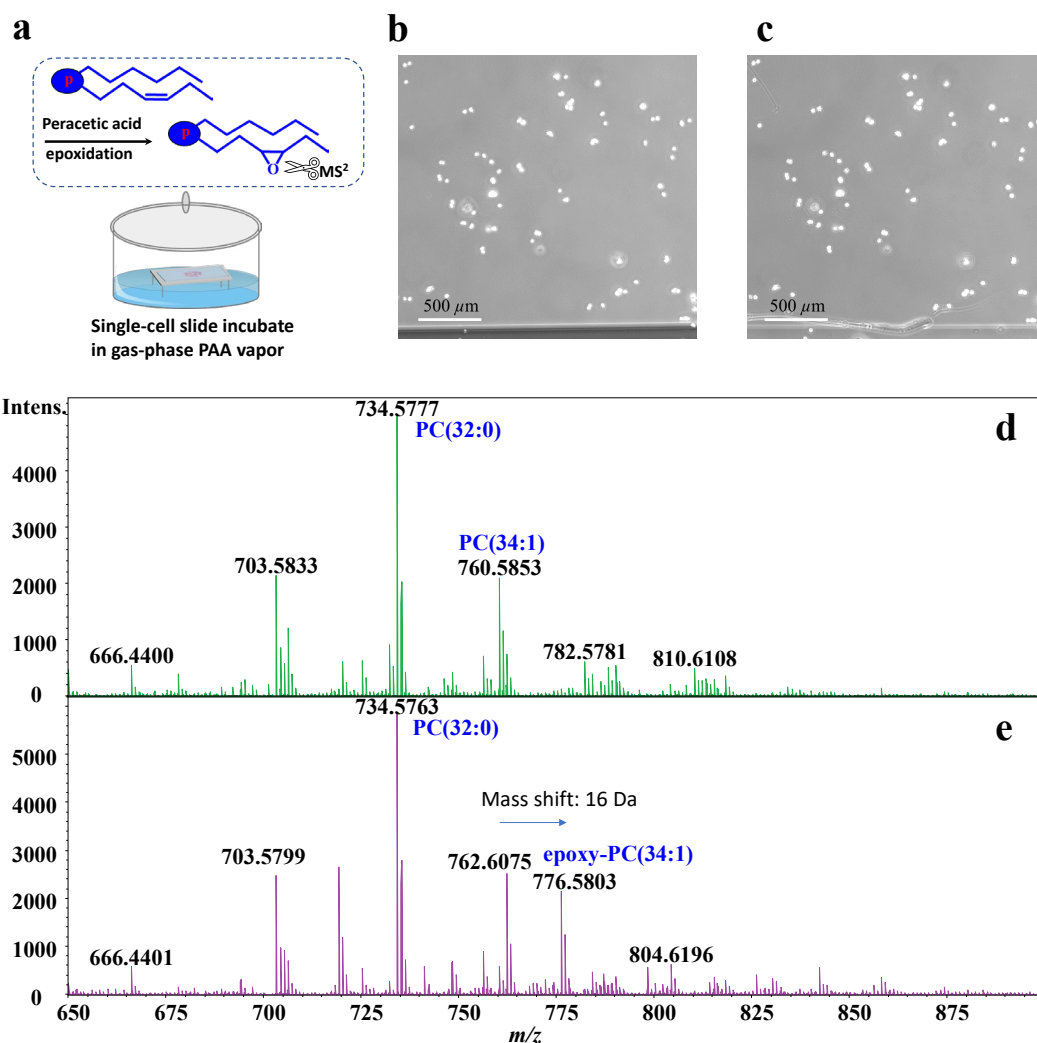 a
b
c
p
Peracetic acid
epoxidation
p
O
MS²
Single-cell slide incubate
in gas-phase PAA vapor
500 µm
500 µm
Intens.
734.5777
PC(32:0)
d
4000
3000
PC(34:1)
703.5833
760.5853
2000
1000
666.4400
782.5781
810.6108
0
734.5763
PC(32:0)
e
5000
Mass shift: 16 Da
4000
3000
703.5799
762.6075
epoxy-PC(34:1)
776.5803
2000
1000
666.4401
804.6196
0
650
700
750
775
800
850
875
m/z